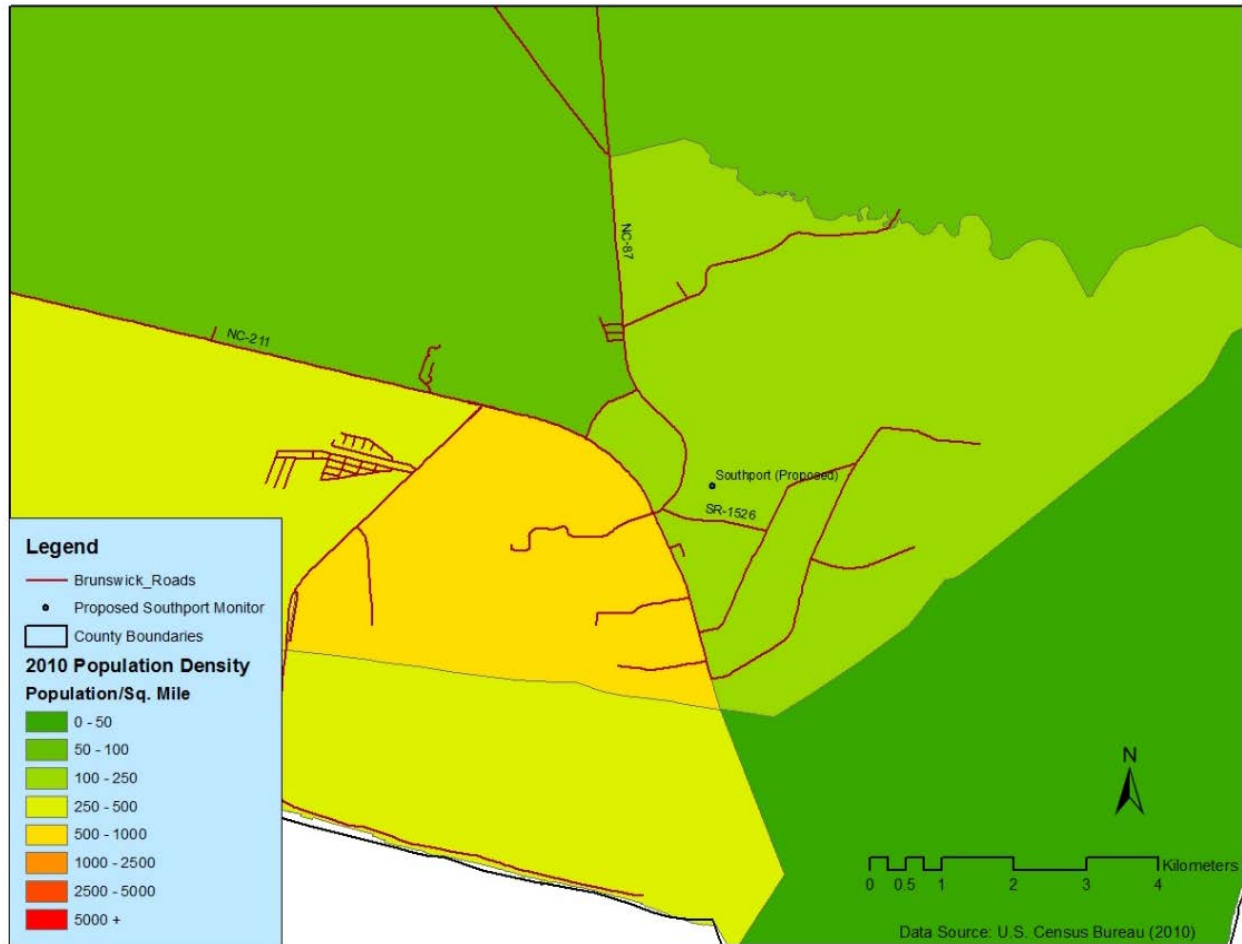 NC-87
NC-211
Southport (Proposed)
SR-1526
Legend
Brunswick_Roads
Proposed Southport Monitor
County Boundaries
2010 Population Density
Population/Sq. Mile
0 - 50
50 - 100
100 - 250
250 - 500
500 - 1000
1000 - 2500
2500 - 5000
5000 +
N
Kilometers
0 0.5 1 2 3 4
Data Source: U.S. Census Bureau (2010)